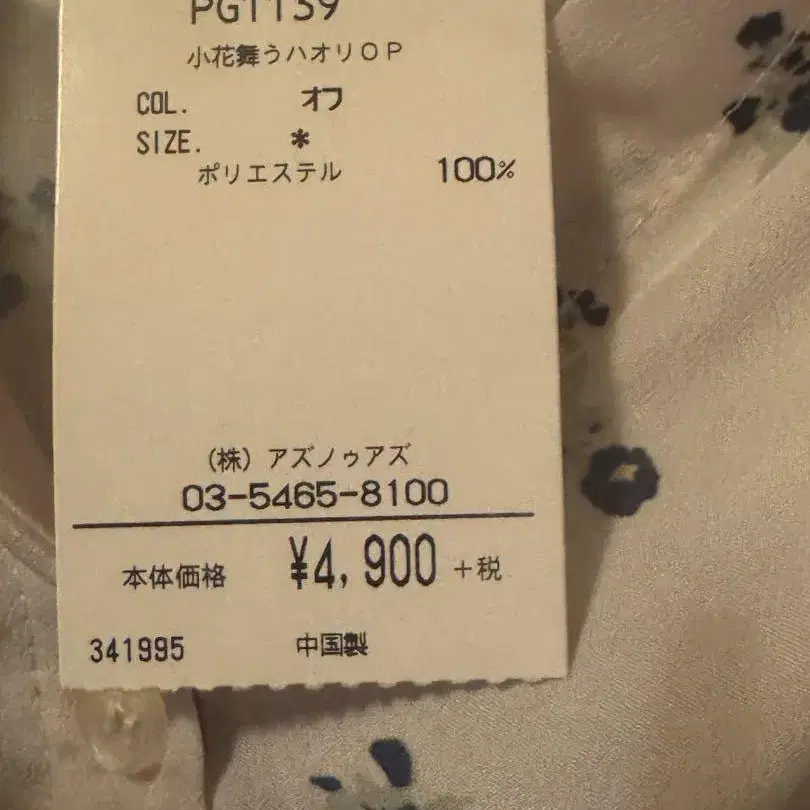 PG1139
小花舞うハオリOP
COL. オフ
SIZE. *
ポリエステル 100%
(株) アズノゥアズ
03-5465-8100
本体価格 ¥4,900 +税
341995 中国製